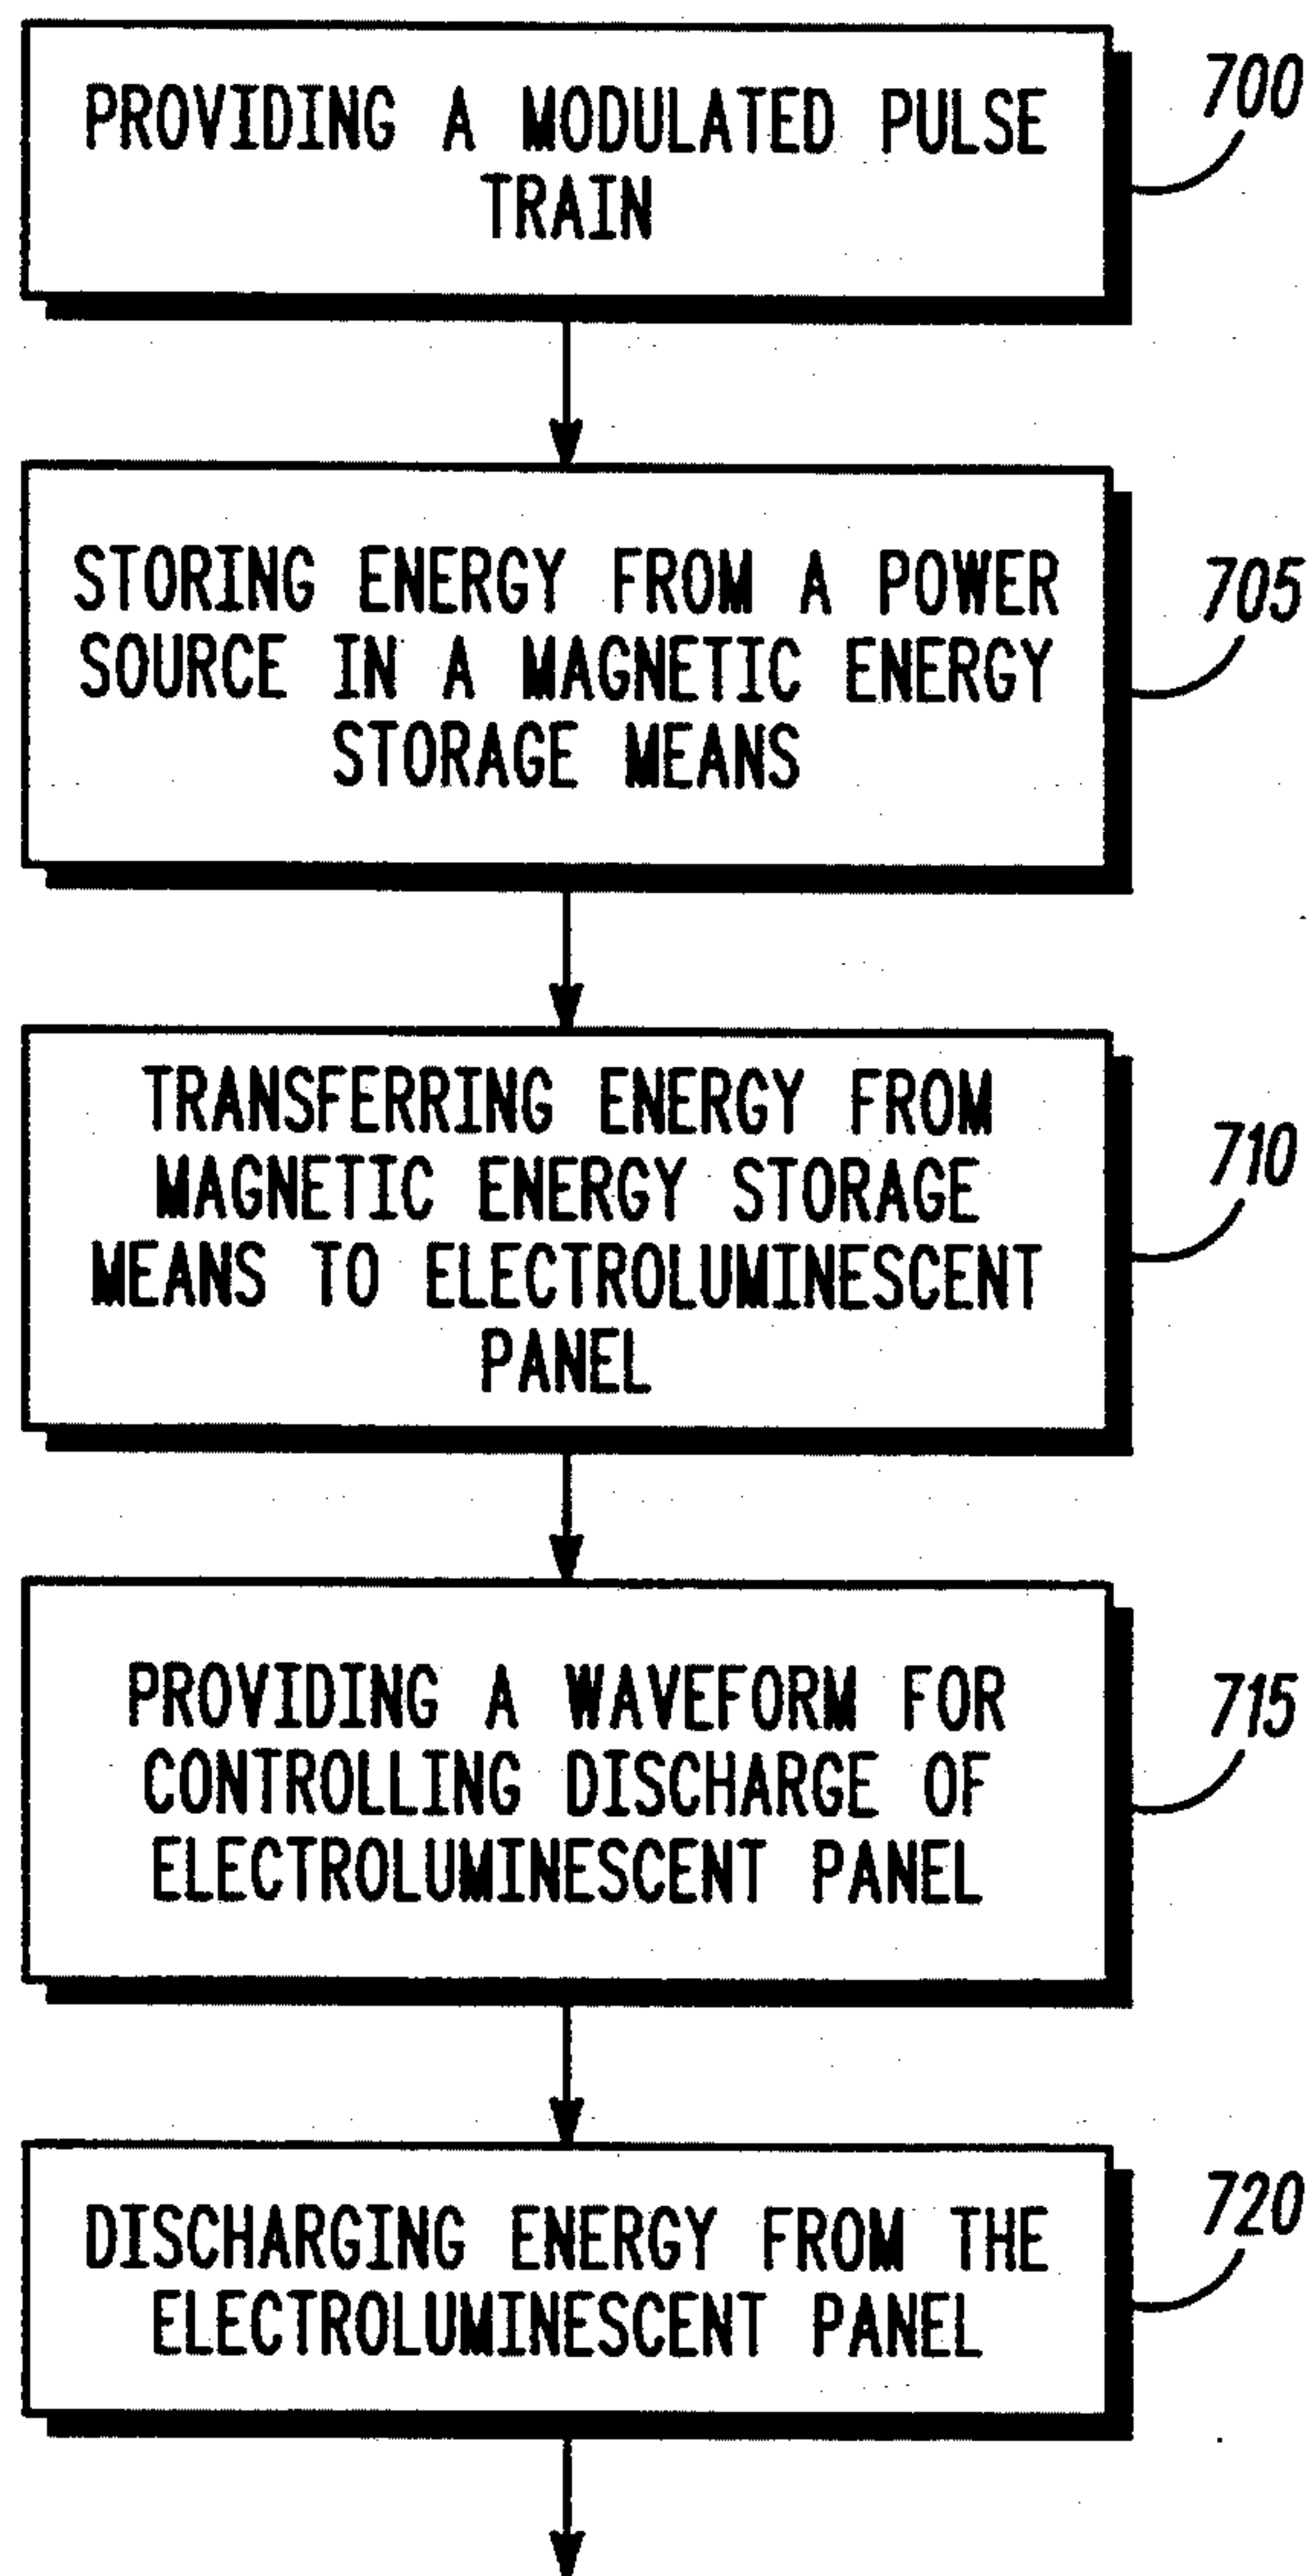 PROVIDING A MODULATED PULSE
TRAIN
700
STORING ENERGY FROM A POWER
SOURCE IN A MAGNETIC ENERGY
STORAGE MEANS
705
TRANSFERRING ENERGY FROM
MAGNETIC ENERGY STORAGE
MEANS TO ELECTROLUMINESCENT
PANEL
710
PROVIDING A WAVEFORM FOR
CONTROLLING DISCHARGE OF
ELECTROLUMINESCENT PANEL
715
DISCHARGING ENERGY FROM THE
ELECTROLUMINESCENT PANEL
720